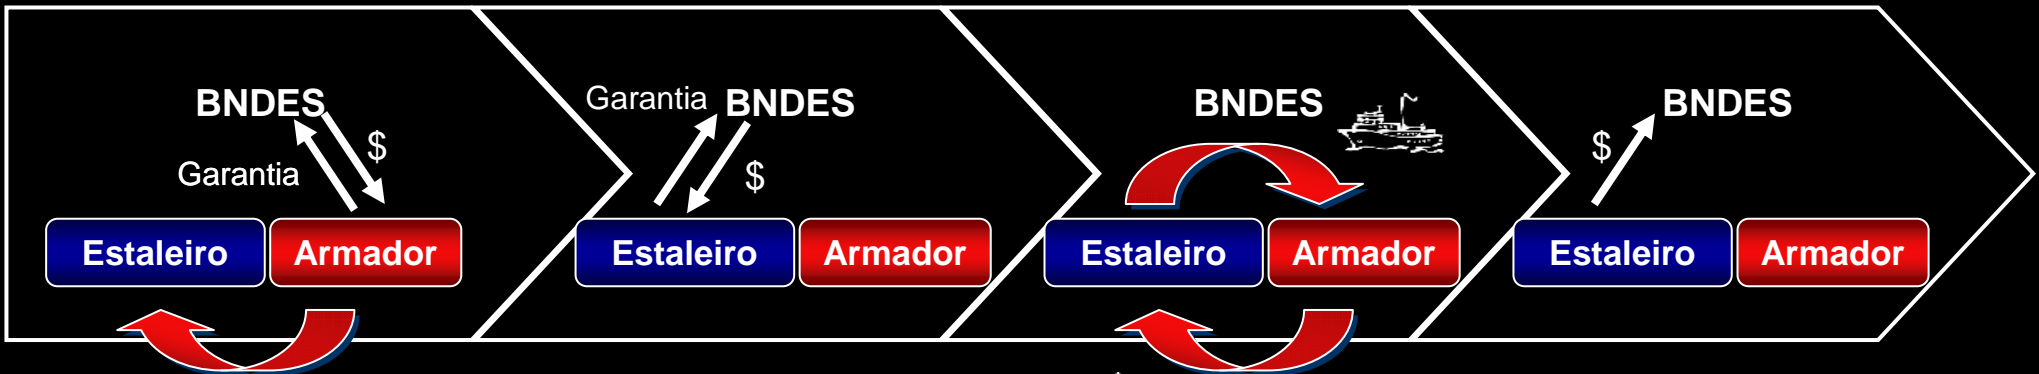 BNDES
$
Garantia
Estaleiro Armador
Garantia BNDES
$
Estaleiro Armador
BNDES
Estaleiro Armador
BNDES
$
Estaleiro Armador